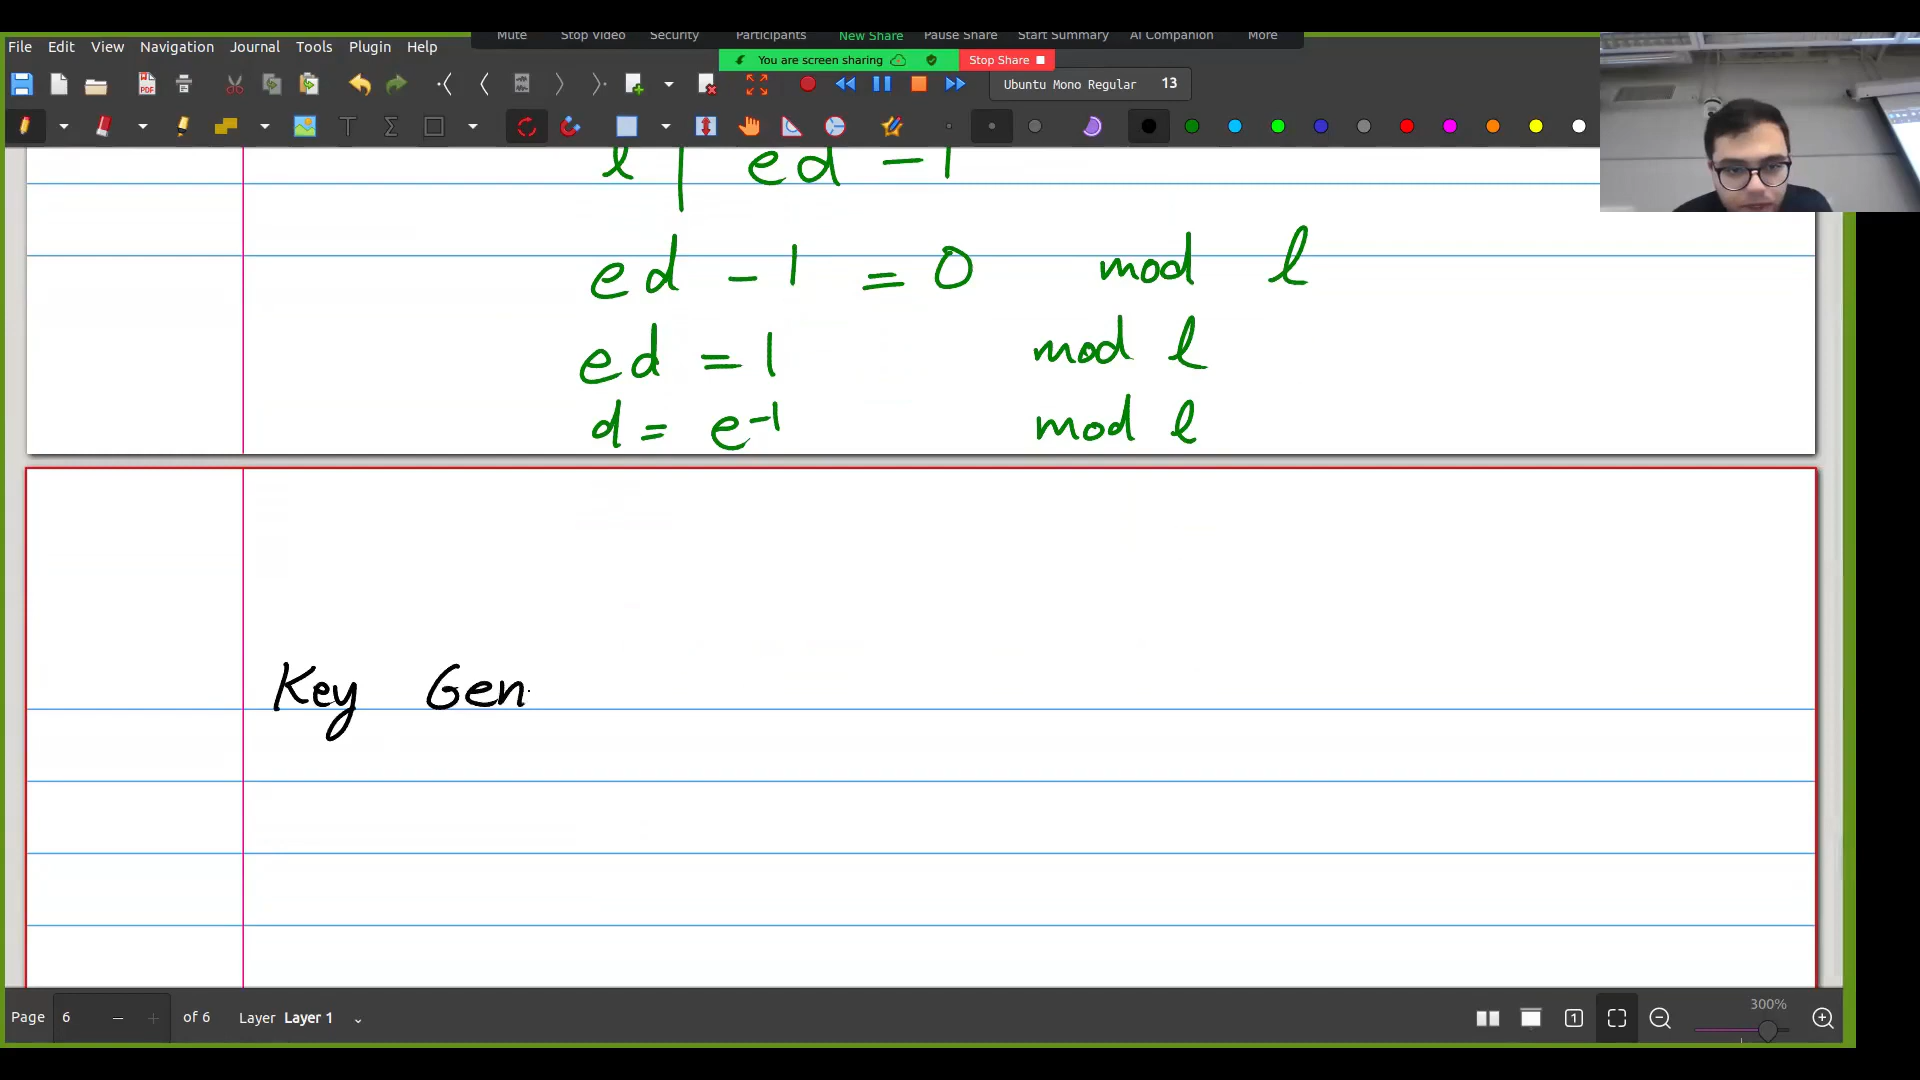 Mute Stop Video Security Participants New Share Pause Share Start Summary AI Companion More
File Edit View Navigation Journal Tools Plugin Help
You are screen sharing Stop Share
Ubuntu Mono Regular 13
l | ed - 1
ed - 1 = 0 mod l
ed = 1 mod l
d = e⁻¹ mod l
Key Gen
Page 6 of 6 Layer Layer 1 300%